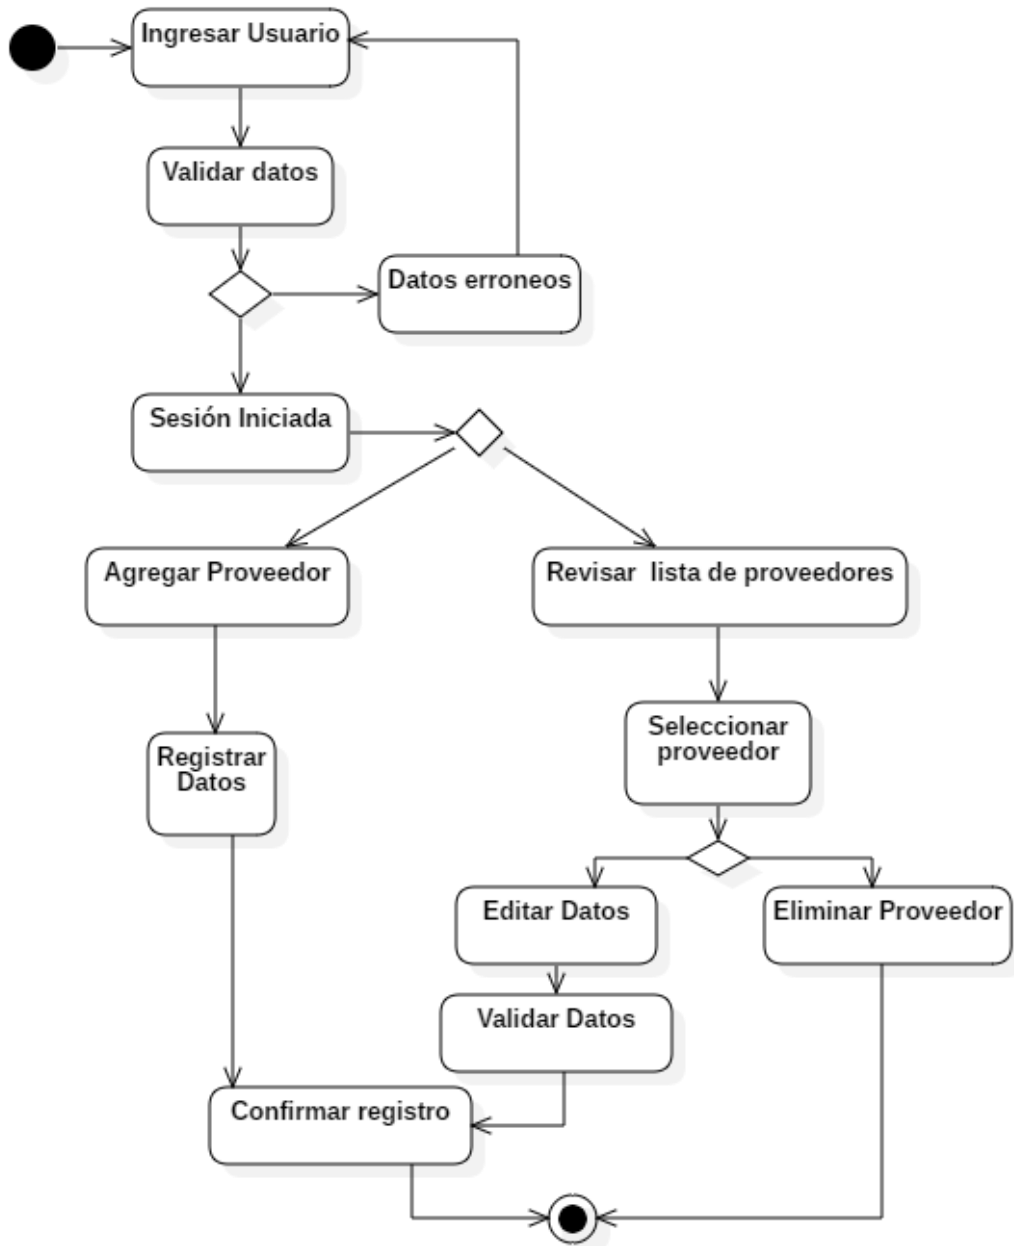 Ingresar Usuario
Validar datos
Datos erroneos
Sesión Iniciada
Agregar Proveedor
Revisar  lista de proveedores
Seleccionar
proveedor
Registrar
Datos
Editar Datos
Eliminar Proveedor
Validar Datos
Confirmar registro